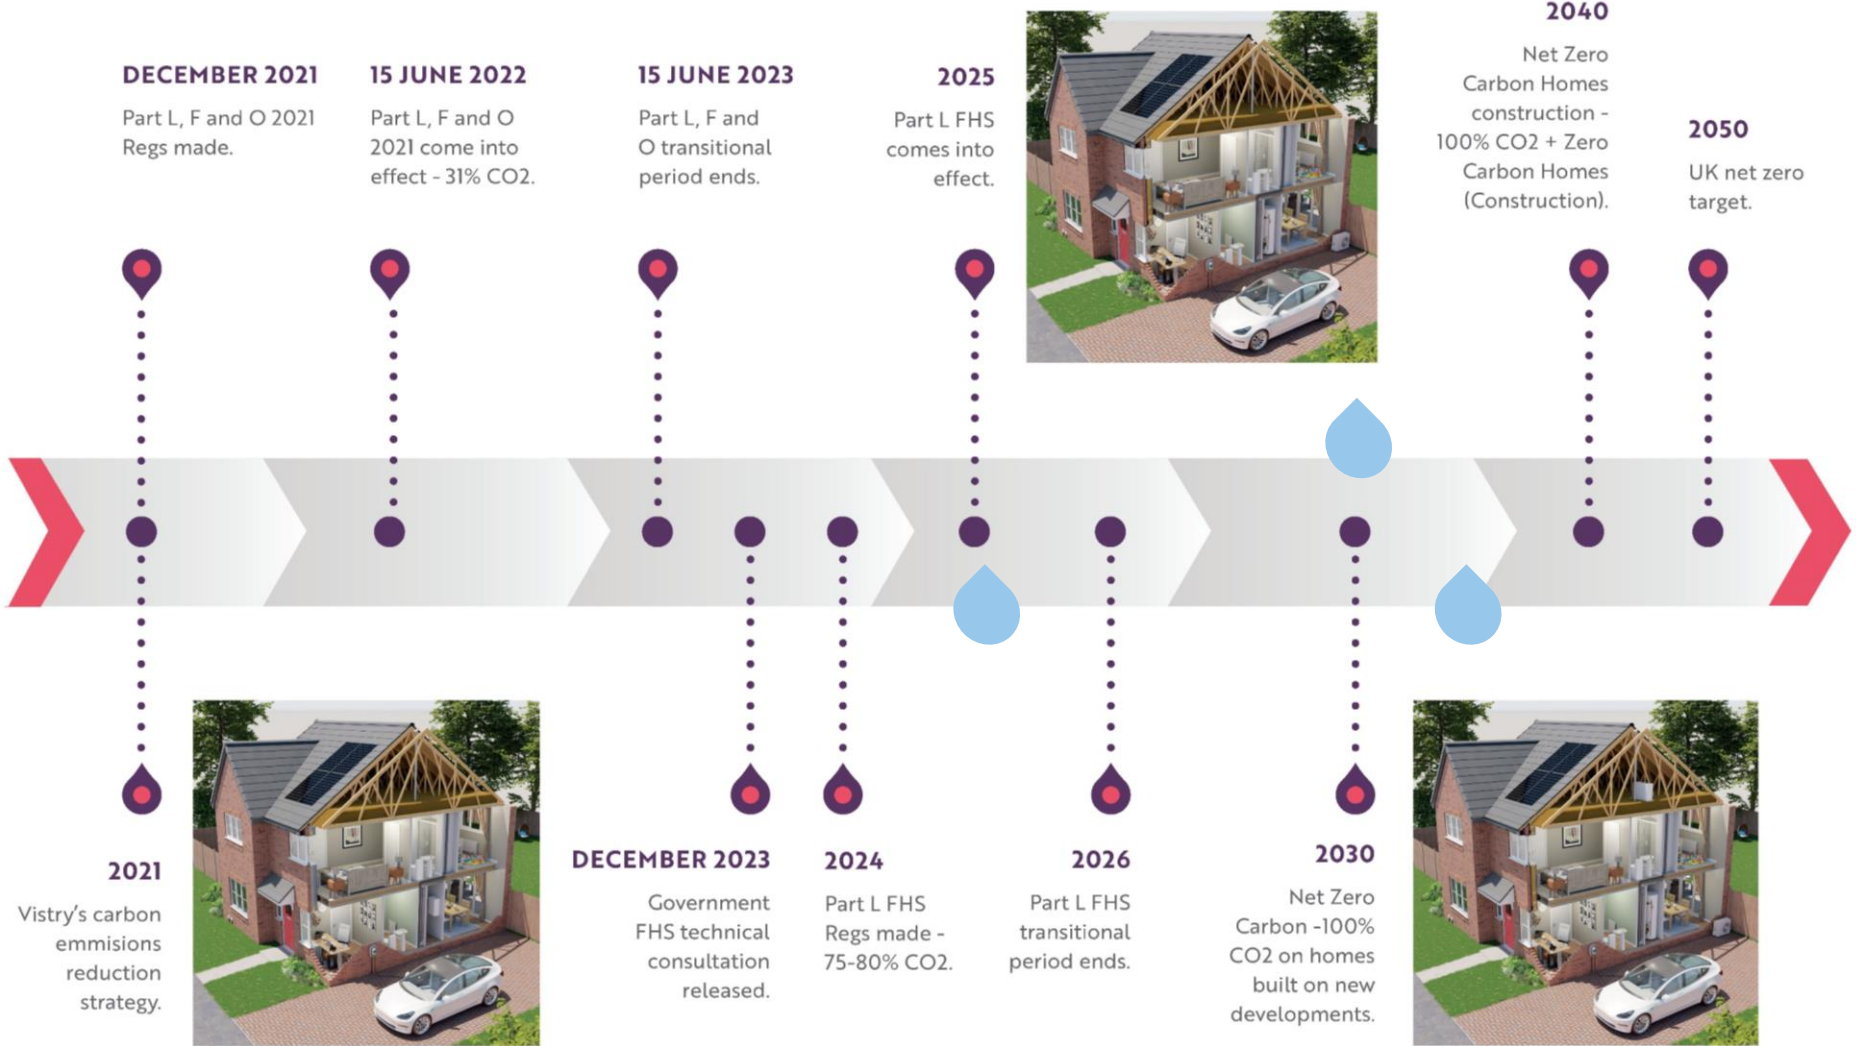 DECEMBER 2021
Part L, F and O 2021
Regs made.
15 JUNE 2022
Part L, F and O
2021 come into
effect - 31% CO2.
15 JUNE 2023
Part L, F and
O transitional
period ends.
2025
Part L FHS
comes into
effect.
2040
Net Zero
Carbon Homes
construction -
100% CO2 + Zero
Carbon Homes
(Construction).
2050
UK net zero
target.
2021
Vistry's carbon
emmisions
reduction
strategy.
DECEMBER 2023
Government
FHS technical
consultation
released.
2024
Part L FHS
Regs made -
75-80% CO2.
2026
Part L FHS
transitional
period ends.
2030
Net Zero
Carbon -100%
CO2 on homes
built on new
developments.